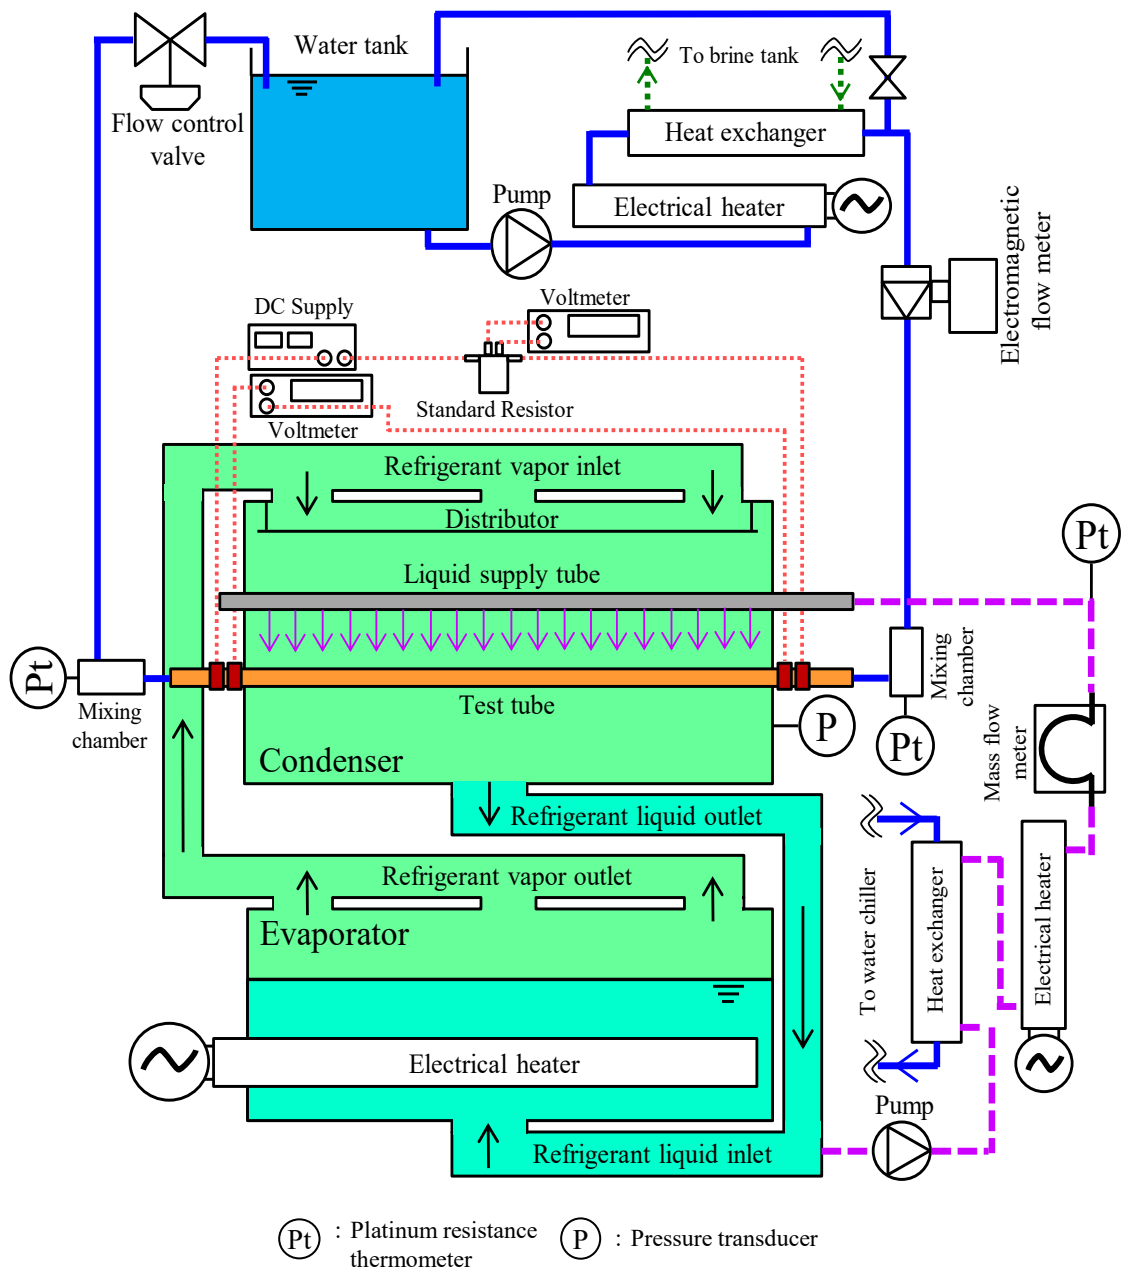 Water tank
To brine tank
Flow control
valve
Heat exchanger
Pump
Electrical heater
Electromagnetic
flow meter
DC Supply
Voltmeter
Standard Resistor
Voltmeter
Refrigerant vapor inlet
Distributor
Pt
Liquid supply tube
Pt
Mixing
chamber
Test tube
Mixing
chamber
P
Pt
Condenser
Mass flow
meter
Refrigerant liquid outlet
Refrigerant vapor outlet
Evaporator
To water chiller
Heat exchanger
Electrical heater
Electrical heater
Pump
Refrigerant liquid inlet
Pt : Platinum resistance
thermometer
P : Pressure transducer